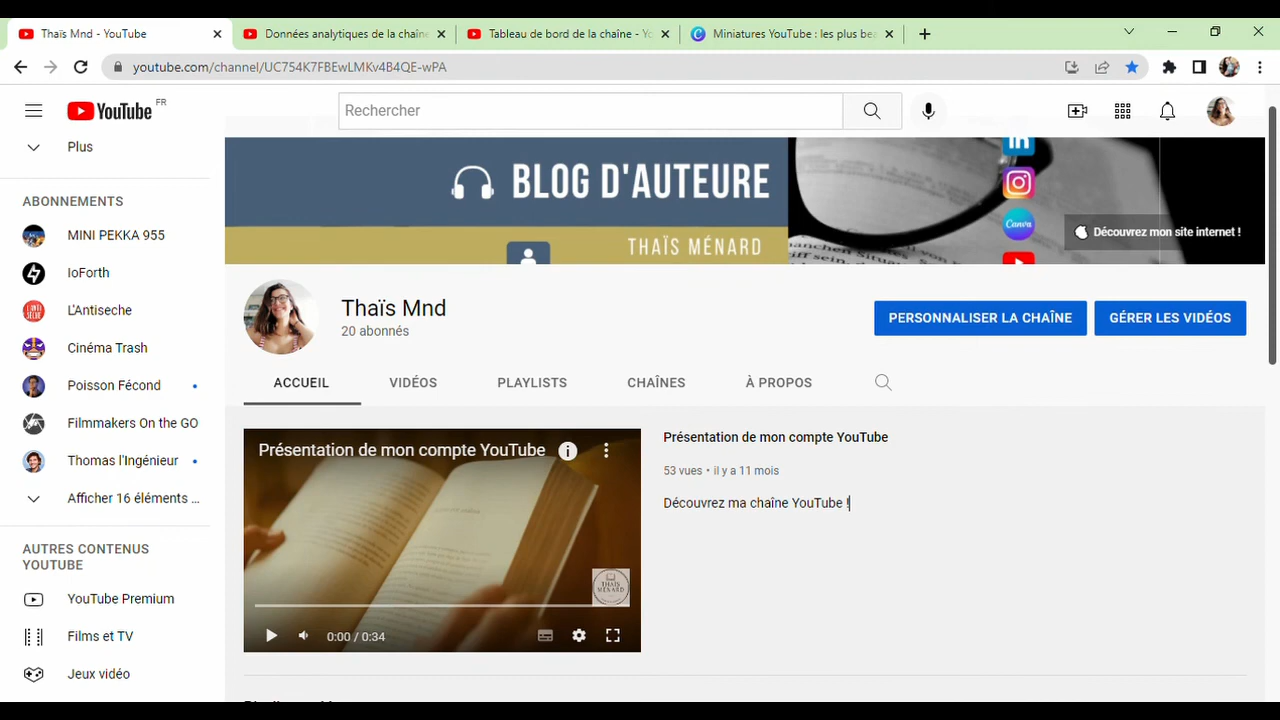 Thaïs Mnd - YouTube
Données analytiques de la chaîne
Tableau de bord de la chaîne - Yo
Miniatures YouTube : les plus bea
youtube.com/channel/UC754K7FBEwLMKv4B4QE-wPA
YouTube FR
Rechercher
Plus
ABONNEMENTS
MINI PEKKA 955
IoForth
L'Antiseche
Cinéma Trash
Poisson Fécond
Filmmakers On the GO
Thomas l'Ingénieur
Afficher 16 éléments ...
AUTRES CONTENUS
YOUTUBE
YouTube Premium
Films et TV
Jeux vidéo
BLOG D'AUTEURE
THAÏS MÉNARD
in
Canva
Découvrez mon site internet !
Thaïs Mnd
20 abonnés
PERSONNALISER LA CHAÎNE
GÉRER LES VIDÉOS
ACCUEIL
VIDÉOS
PLAYLISTS
CHAÎNES
À PROPOS
Présentation de mon compte YouTube
THAÏS
MÉNARD
0:00 / 0:34
Présentation de mon compte YouTube
53 vues • il y a 11 mois
Découvrez ma chaîne YouTube !